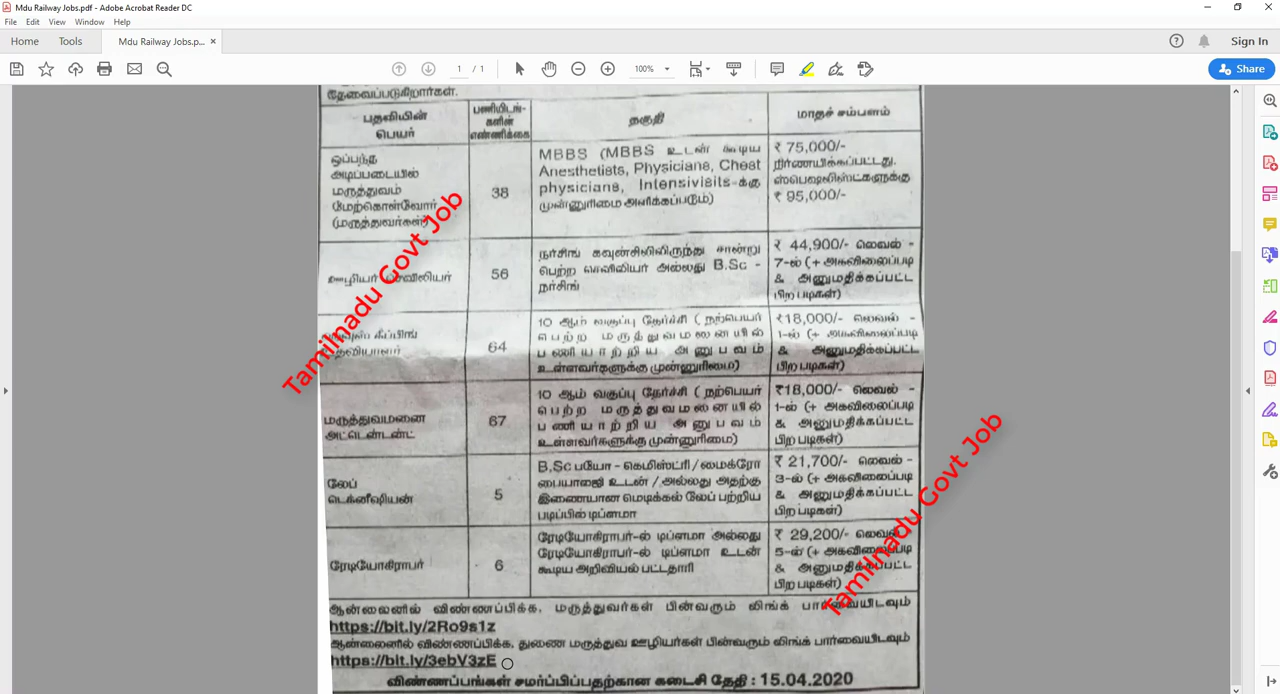 Mdu Railway Jobs.pdf - Adobe Acrobat Reader DC
File Edit View Window Help
Home Tools Mdu Railway Jobs.p... × Sign In
1 / 1 100% Share
தேவைப்படுகிறார்கள்.
பதவியின் பெயர்
பணியிடங்-
களின்
எண்ணிக்கை
தகுதி
மாதச் சம்பளம்
ஒப்பந்த
அடிப்படையில்
மருத்துவம்
மேற்கொள்வோர்
(மருத்துவர்கள்)
38
MBBS (MBBS உடன் கூடிய
Anesthetists, Physicians, Chest
physicians, Intensivisits-க்கு
முன்னுரிமை அளிக்கப்படும்)
₹ 75,000/-
நிர்ணயிக்கப்பட்டது.
ஸ்பெஷலிஸ்ட்களுக்கு
₹ 95,000/-
ஊழியர் செவிலியர்
56
நர்சிங் கவுன்சிலிலிருந்து சான்று
பெற்ற செவிலியர் அல்லது B.Sc -
நர்சிங்
₹ 44,900/- லெவல் -
7-ல் (+ அகவிலைப்படி
& அனுமதிக்கப்பட்ட
பிற படிகள்)
64
10 ஆம் வகுப்பு தேர்ச்சி ( நற்பெயர்
பெற்ற மருத்துவமனையில்
பணியாற்றிய அனுபவம்
உள்ளவர்களுக்கு முன்னுரிமை)
₹18,000/- லெவல் -
1-ல் (+ அகவிலைப்படி
& அனுமதிக்கப்பட்ட
பிற படிகள்)
மருத்துவமனை
அட்டென்டன்ட்
67
10 ஆம் வகுப்பு தேர்ச்சி ( நற்பெயர்
பெற்ற மருத்துவமனையில்
பணியாற்றிய அனுபவம்
உள்ளவர்களுக்கு முன்னுரிமை)
₹18,000/- லெவல் -
1-ல் (+ அகவிலைப்படி
& அனுமதிக்கப்பட்ட
பிற படிகள்)
லேப்
டெக்னீஷியன்
5
B.Sc பயோ - கெமிஸ்ட்ரி / மைக்ரோ
பையாலஜி உடன் / அல்லது அதற்கு
இணையான மெடிக்கல் லேப் பற்றிய
படிப்பில் டிப்ளமா
₹ 21,700/- லெவல் -
3-ல் (+ அகவிலைப்படி
& அனுமதிக்கப்பட்ட
பிற படிகள்)
ரேடியோகிராபர்
6
ரேடியோகிராபர்-ல் டிப்ளமா அல்லது
ரேடியோகிராபர்-ல் டிப்ளமா உடன்
கூடிய அறிவியல் பட்டதாரி
₹ 29,200/- லெவல்
5-ல் (+ அகவிலைப்படி
& அனுமதிக்கப்பட்ட
பிற படிகள்)
ஆன்லைனில் விண்ணப்பிக்க, மருத்துவர்கள் பின்வரும் லிங்க் பார்வையிடவும்
https://bit.ly/2Ro9s1z
ஆன்லைனில் விண்ணப்பிக்க, துணை மருத்துவ ஊழியர்கள் பின்வரும் லிங்க் பார்வையிடவும்
https://bit.ly/3ebV3zE
விண்ணப்பங்கள் சமர்ப்பிப்பதற்கான கடைசி தேதி : 15.04.2020
Tamilnadu Govt Job
Tamilnadu Govt Job